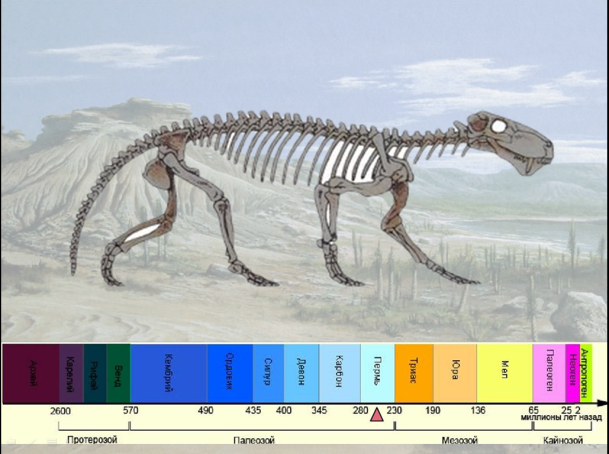 Архей Карелий Рифей Венд Кембрий Ордовик Силур Девон Карбон Пермь Триас Юра Мел Палеоген Неоген Антропоген
2600 570 490 435 400 345 280 230 190 136 65 25 2
миллионы лет назад
Протерозой Палеозой Мезозой Кайнозой